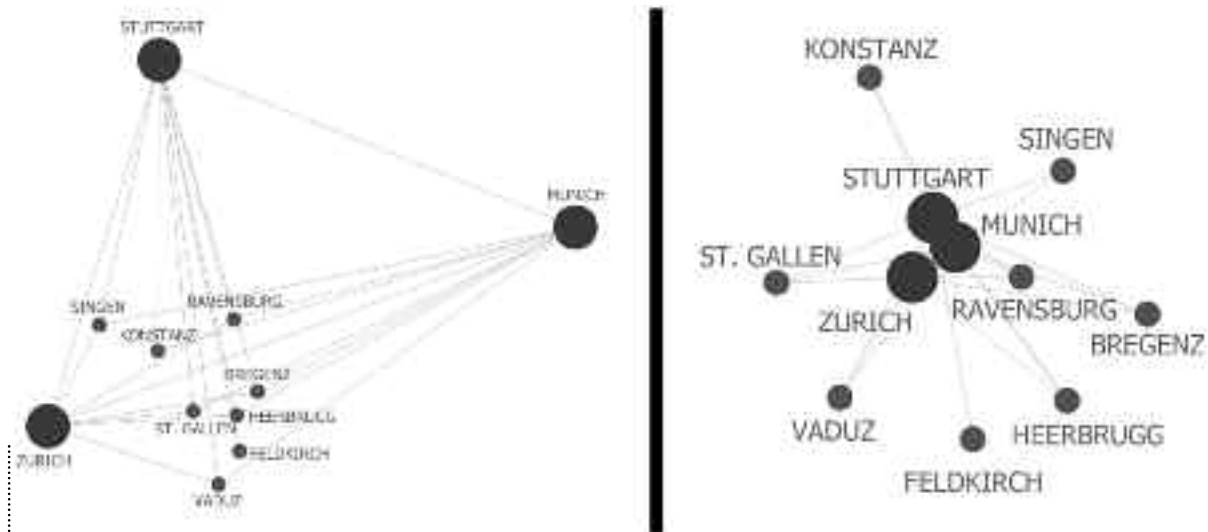 STUTTGART
MUNICH
RAVENSBURG
SINGEN
KONSTANZ
BREGENZ
HEERBRUGG
ST. GALLEN
FELDKIRCH
ZURICH
VADUZ
KONSTANZ
SINGEN
STUTTGART
MUNICH
ST. GALLEN
ZURICH
RAVENSBURG
BREGENZ
VADUZ
HEERBRUGG
FELDKIRCH